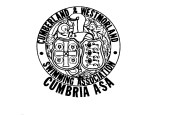 CUMBERLAND & WESTMORLAND
SWIMMING ASSOCIATION
CUMBRIA ASA